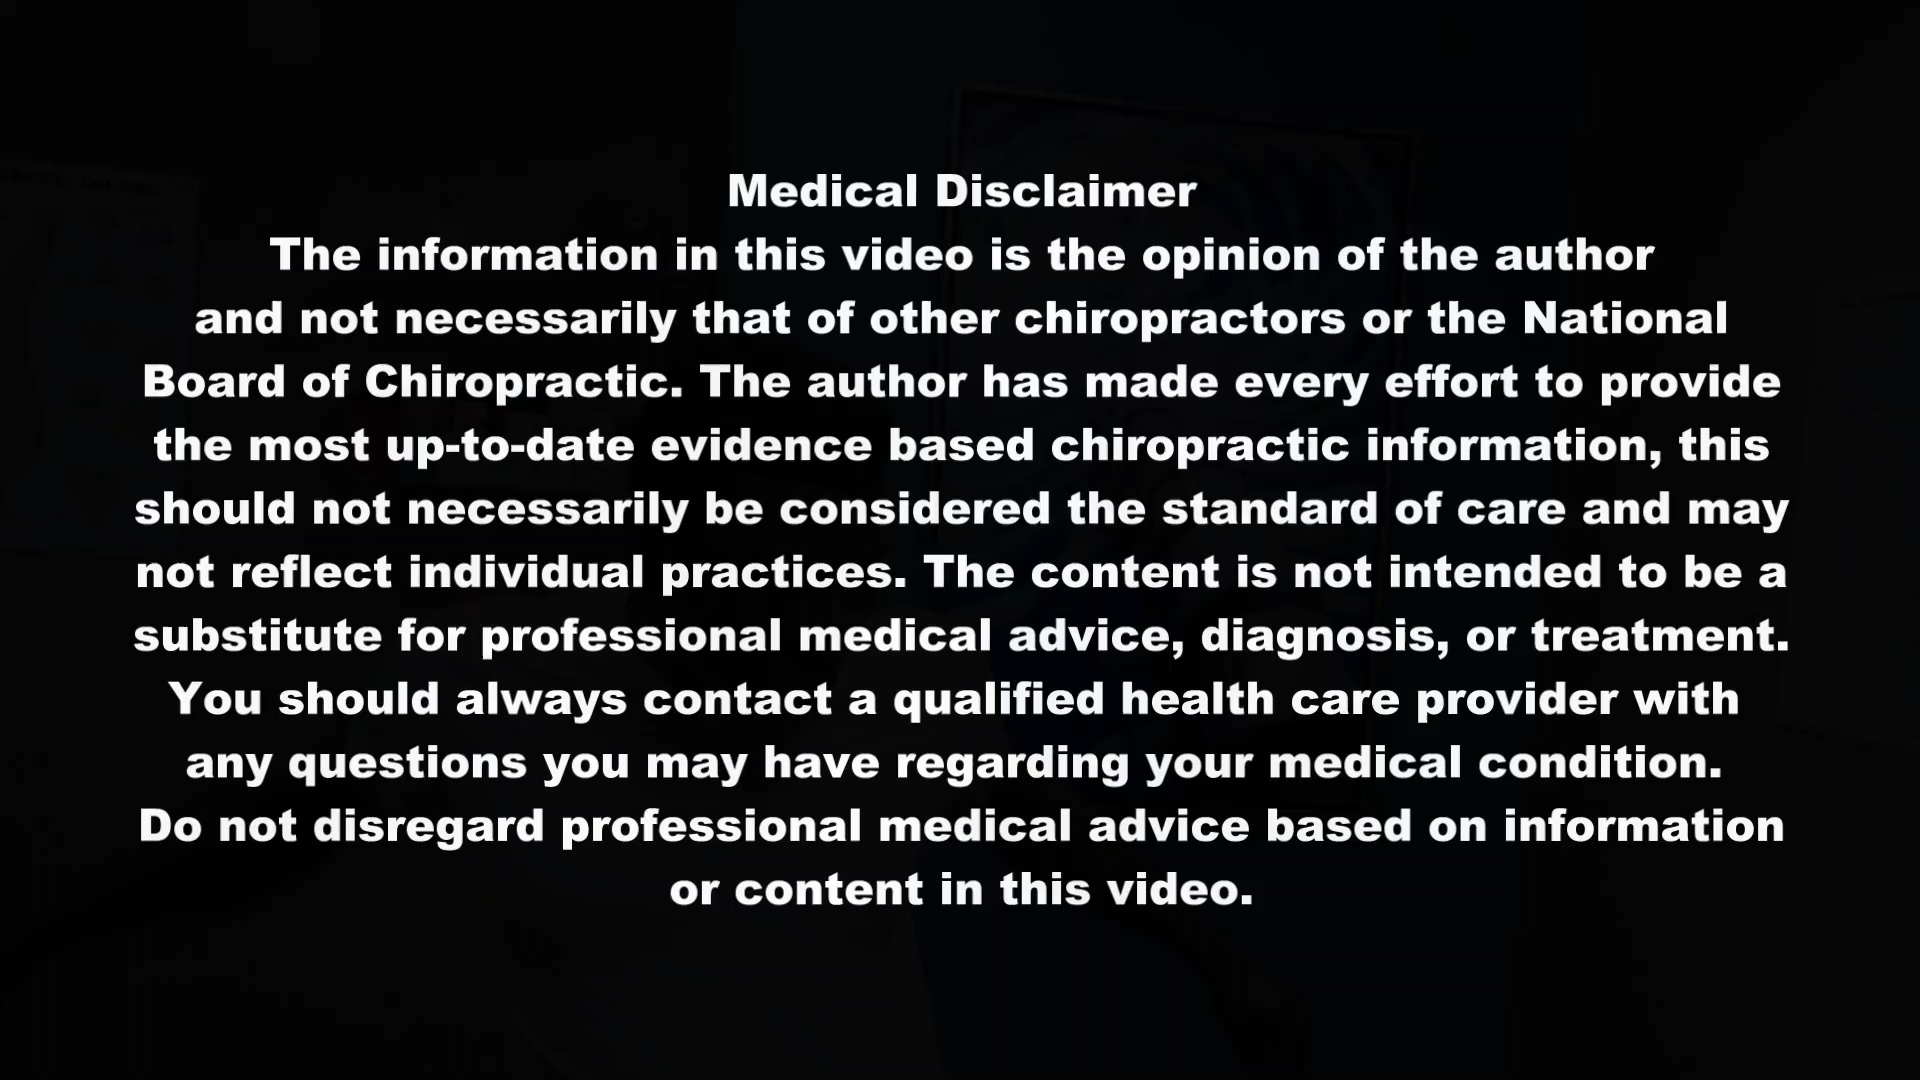 Medical Disclaimer
The information in this video is the opinion of the author
and not necessarily that of other chiropractors or the National
Board of Chiropractic. The author has made every effort to provide
the most up-to-date evidence based chiropractic information, this
should not necessarily be considered the standard of care and may
not reflect individual practices. The content is not intended to be a
substitute for professional medical advice, diagnosis, or treatment.
You should always contact a qualified health care provider with
any questions you may have regarding your medical condition.
Do not disregard professional medical advice based on information
or content in this video.